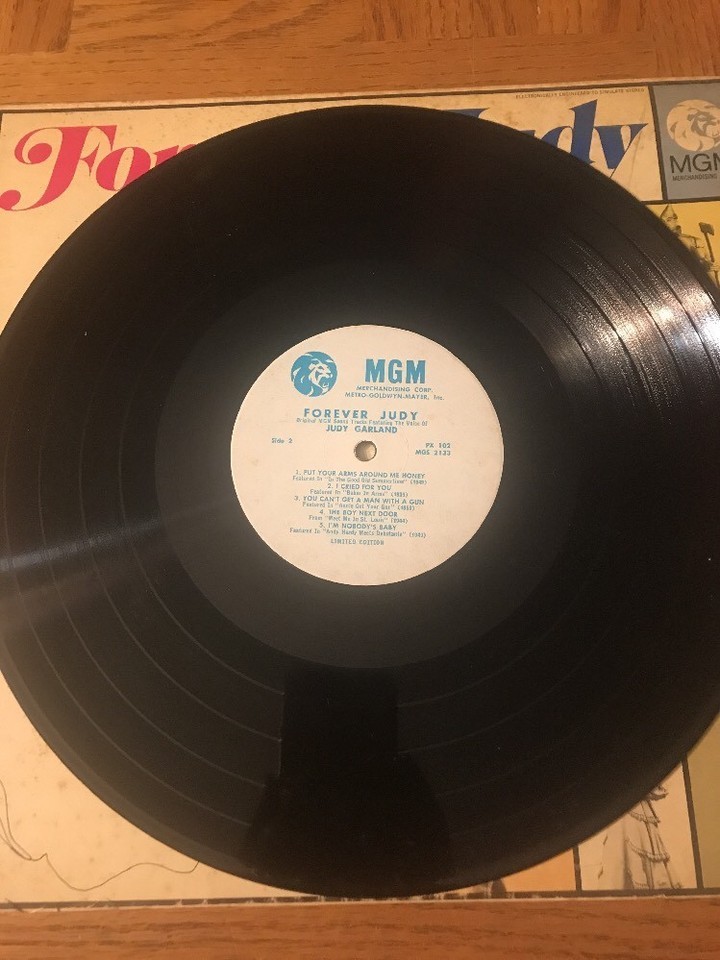 ELECTRONICALLY ENHANCED TO SIMULATE STEREO
For udy
MGM
MERCHANDISING
MGM
MERCHANDISING CORP.
METRO-GOLDWYN-MAYER, Inc.
FOREVER JUDY
Original MGM Sound Tracks Featuring The Voice Of
JUDY GARLAND
Side 2 PX 102
MGS 2133
1. PUT YOUR ARMS AROUND ME HONEY
Featured In "In The Good Old Summertime" (1949)
2. I CRIED FOR YOU
Featured In "Babes In Arms" (1939)
3. YOU CAN'T GET A MAN WITH A GUN
Featured In "Annie Get Your Gun" (1950)
4. THE BOY NEXT DOOR
From "Meet Me In St. Louis" (1944)
5. I'M NOBODY'S BABY
Featured In "Andy Hardy Meets Debutante" (1940)
LIMITED EDITION